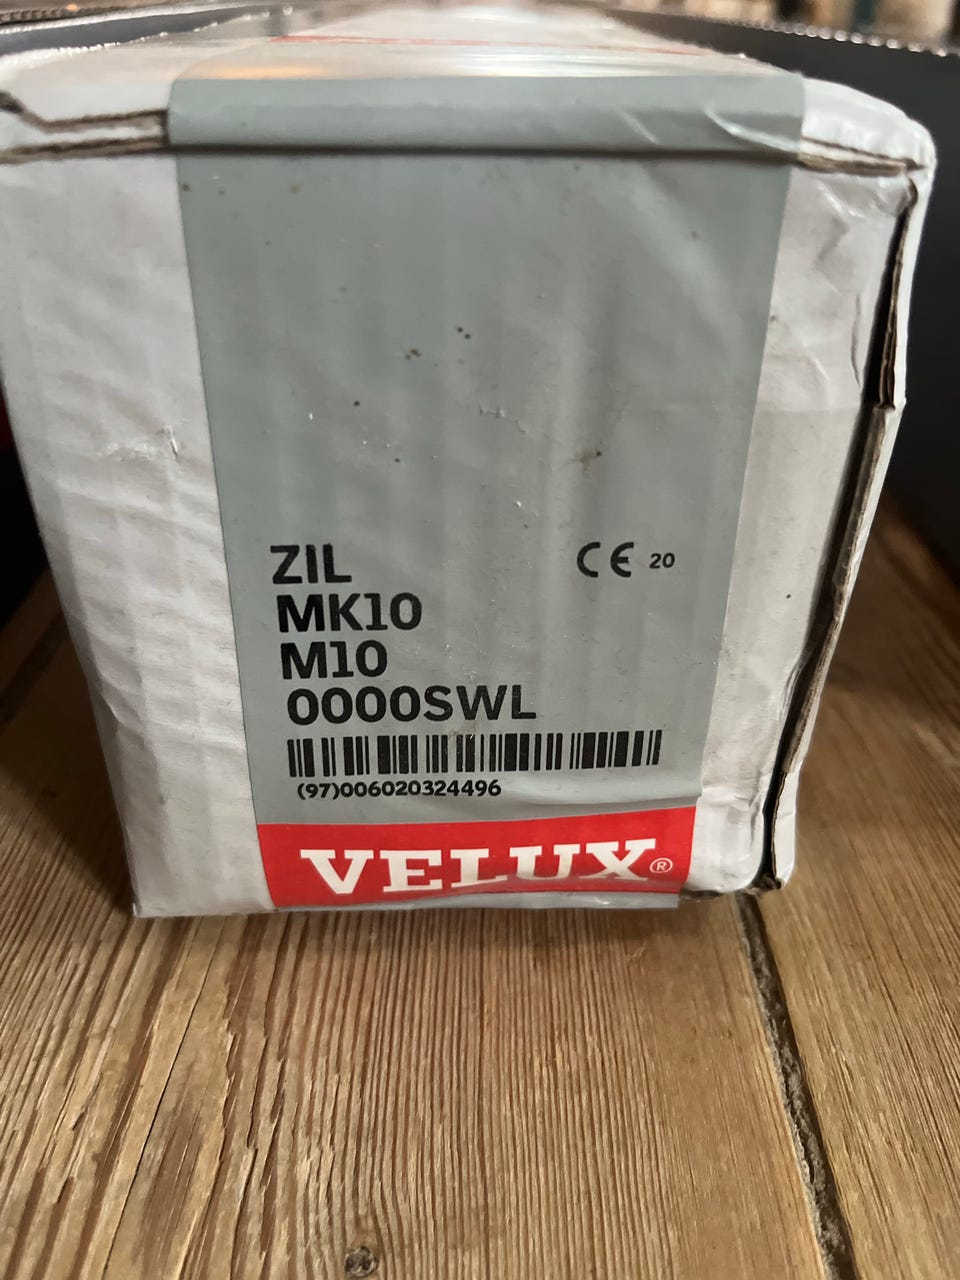 ZIL
CE 20
MK10
M10
0000SWL
(97)006020324496
VELUX®